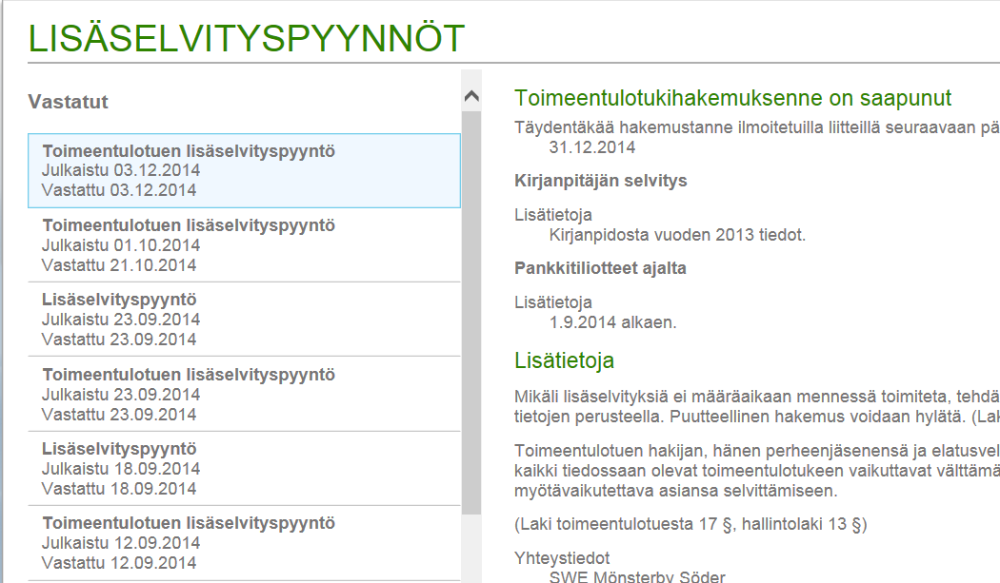 LISÄSELVITYSPYYNNÖT
Vastatut
Toimeentulotuen lisäselvityspyyntö
Julkaistu 03.12.2014
Vastattu 03.12.2014
Toimeentulotuen lisäselvityspyyntö
Julkaistu 01.10.2014
Vastattu 21.10.2014
Lisäselvityspyyntö
Julkaistu 23.09.2014
Vastattu 23.09.2014
Toimeentulotuen lisäselvityspyyntö
Julkaistu 23.09.2014
Vastattu 23.09.2014
Lisäselvityspyyntö
Julkaistu 18.09.2014
Vastattu 18.09.2014
Toimeentulotuen lisäselvityspyyntö
Julkaistu 12.09.2014
Vastattu 12.09.2014
Toimeentulotukihakemuksenne on saapunut
Täydentäkää hakemustanne ilmoitetuilla liitteillä seuraavaan pä
31.12.2014
Kirjanpitäjän selvitys
Lisätietoja
Kirjanpidosta vuoden 2013 tiedot.
Pankkitiliotteet ajalta
Lisätietoja
1.9.2014 alkaen.
Lisätietoja
Mikäli lisäselvityksiä ei määräaikaan mennessä toimiteta, tehdä
tietojen perusteella. Puutteellinen hakemus voidaan hylätä. (Lak
Toimeentulotuen hakijan, hänen perheenjäsenensä ja elatusvel
kaikki tiedossaan olevat toimeentulotukeen vaikuttavat välttämä
myötävaikutettava asiansa selvittämiseen.
(Laki toimeentulotuesta 17 §, hallintolaki 13 §)
Yhteystiedot
SWE Mönsterby Söder